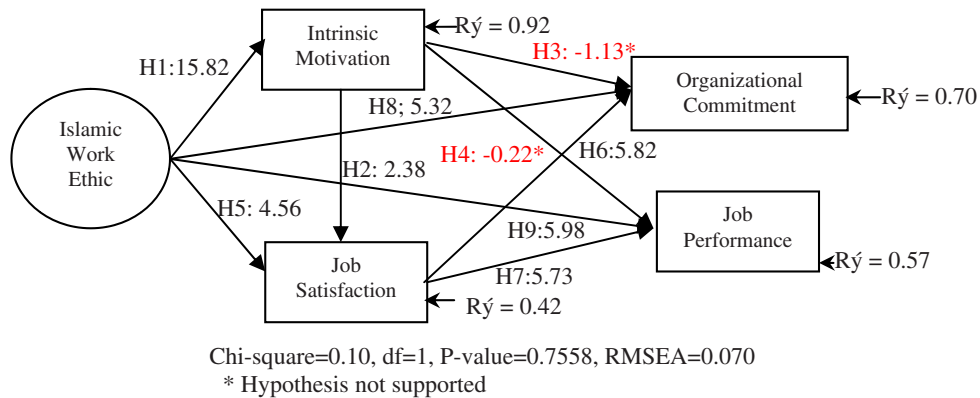 Intrinsic
Motivation
Rý = 0.92
H3: -1.13*
H1:15.82
Organizational
Commitment
Rý = 0.70
H8; 5.32
Islamic
Work
Ethic
H4: -0.22*
H6:5.82
H2: 2.38
H5: 4.56
Job
Performance
H9:5.98
Rý = 0.57
Job
Satisfaction
H7:5.73
Rý = 0.42
Chi-square=0.10, df=1, P-value=0.7558, RMSEA=0.070
* Hypothesis not supported